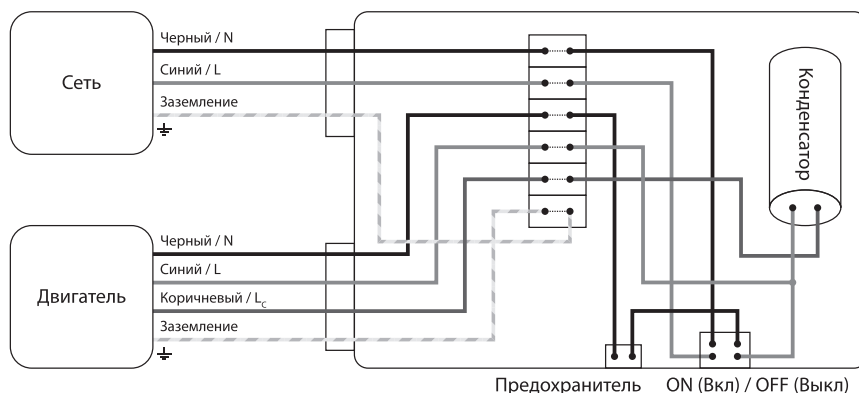 Сеть
Черный / N
Синий / L
Заземление
Конденсатор
Двигатель
Черный / N
Синий / L
Коричневый / LC
Заземление
Предохранитель
ON (Вкл) / OFF (Выкл)